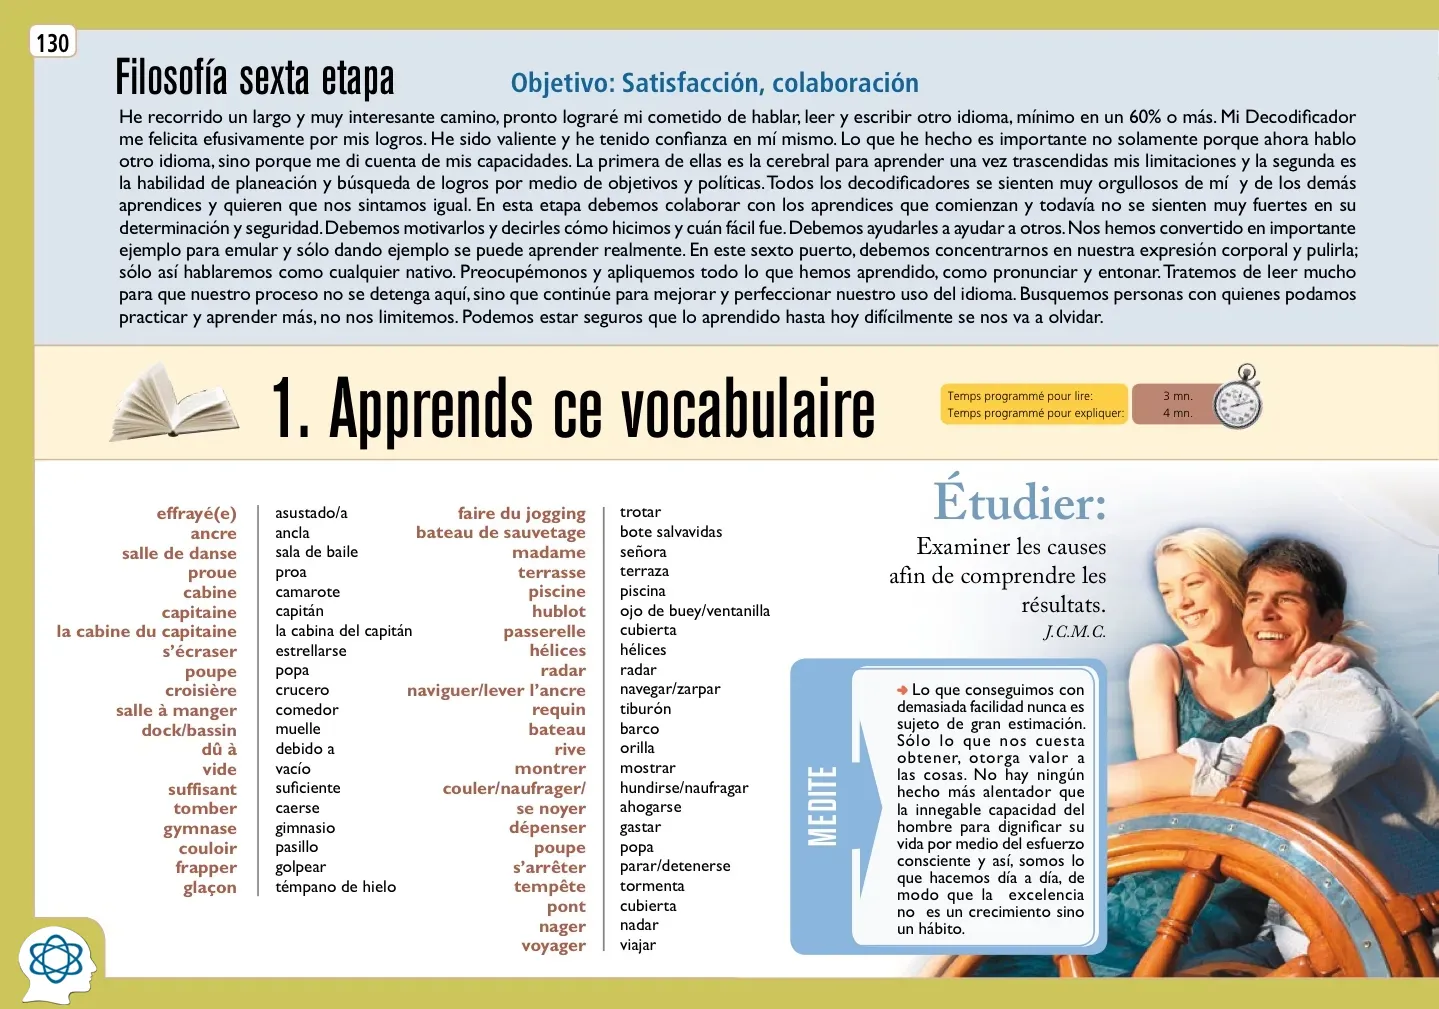 130
Filosofía sexta etapa
Objetivo: Satisfacción, colaboración
He recorrido un largo y muy interesante camino, pronto lograré mi cometido de hablar, leer y escribir otro idioma, mínimo en un 60% o más. Mi Decodificador
me felicita efusivamente por mis logros. He sido valiente y he tenido confianza en mí mismo. Lo que he hecho es importante no solamente porque ahora hablo
otro idioma, sino porque me di cuenta de mis capacidades. La primera de ellas es la cerebral para aprender una vez trascendidas mis limitaciones y la segunda es
la habilidad de planeación y búsqueda de logros por medio de objetivos y políticas. Todos los decodificadores se sienten muy orgullosos de mí y de los demás
aprendices y quieren que nos sintamos igual. En esta etapa debemos colaborar con los aprendices que comienzan y todavía no se sienten muy fuertes en su
determinación y seguridad. Debemos motivarlos y decirles cómo hicimos y cuán fácil fue. Debemos ayudarles a ayudar a otros. Nos hemos convertido en importante
ejemplo para emular y sólo dando ejemplo se puede aprender realmente. En este sexto puerto, debemos concentrarnos en nuestra expresión corporal y pulirla;
sólo así hablaremos como cualquier nativo. Preocupémonos y apliquemos todo lo que hemos aprendido, como pronunciar y entonar. Tratemos de leer mucho
para que nuestro proceso no se detenga aquí, sino que continúe para mejorar y perfeccionar nuestro uso del idioma. Busquemos personas con quienes podamos
practicar y aprender más, no nos limitemos. Podemos estar seguros que lo aprendido hasta hoy difícilmente se nos va a olvidar.
1. Apprends ce vocabulaire
Temps programmé pour lire: 3 mn.
Temps programmé pour expliquer: 4 mn.
effrayé(e) asustado/a
ancre ancla
salle de danse sala de baile
proue proa
cabine camarote
capitaine capitán
la cabine du capitaine la cabina del capitán
s'écraser estrellarse
poupe popa
croisière crucero
salle à manger comedor
dock/bassin muelle
dû à debido a
vide vacío
suffisant suficiente
tomber caerse
gymnase gimnasio
couloir pasillo
frapper golpear
glaçon témpano de hielo
faire du jogging trotar
bateau de sauvetage bote salvavidas
madame señora
terrasse terraza
piscine piscina
hublot ojo de buey/ventanilla
passerelle cubierta
hélices hélices
radar radar
naviguer/lever l'ancre navegar/zarpar
requin tiburón
bateau barco
rive orilla
montrer mostrar
couler/naufrager/ hundirse/naufragar
se noyer ahogarse
dépenser gastar
poupe popa
s'arrêter parar/detenerse
tempête tormenta
pont cubierta
nager nadar
voyager viajar
Étudier:
Examiner les causes
afin de comprendre les
résultats.
J.C.M.C.
MEDITE
Lo que conseguimos con
demasiada facilidad nunca es
sujeto de gran estimación.
Sólo lo que nos cuesta
obtener, otorga valor a
las cosas. No hay ningún
hecho más alentador que
la innegable capacidad del
hombre para dignificar su
vida por medio del esfuerzo
consciente y así, somos lo
que hacemos día a día, de
modo que la excelencia
no es un crecimiento sino
un hábito.